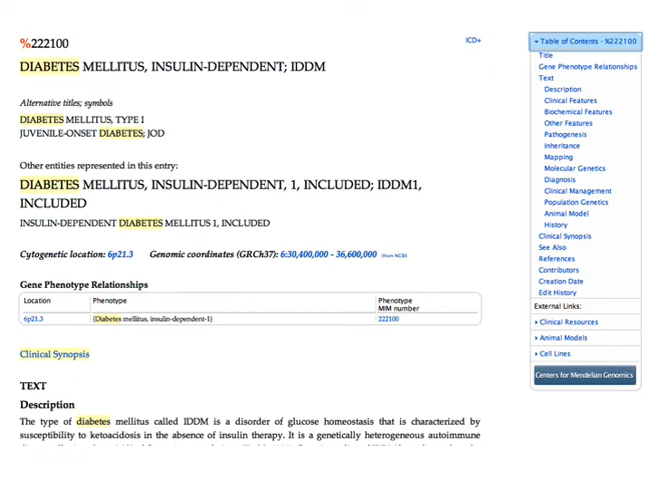 %222100
ICD+
DIABETES MELLITUS, INSULIN-DEPENDENT; IDDM
Alternative titles; symbols
DIABETES MELLITUS, TYPE I
JUVENILE-ONSET DIABETES; JOD
Other entities represented in this entry:
DIABETES MELLITUS, INSULIN-DEPENDENT, 1, INCLUDED; IDDM1,
INCLUDED
INSULIN-DEPENDENT DIABETES MELLITUS 1, INCLUDED
Cytogenetic location: 6p21.3 Genomic coordinates (GRCh37): 6:30,400,000 - 36,600,000 (from NCBI)
Gene Phenotype Relationships
Location Phenotype Phenotype
MIM number
6p21.3 {Diabetes mellitus, insulin-dependent-1} 222100
Clinical Synopsis
TEXT
Description
The type of diabetes mellitus called IDDM is a disorder of glucose homeostasis that is characterized by
susceptibility to ketoacidosis in the absence of insulin therapy. It is a genetically heterogeneous autoimmune
Table of Contents - %222100
Title
Gene Phenotype Relationships
Text
Description
Clinical Features
Biochemical Features
Other Features
Pathogenesis
Inheritance
Mapping
Molecular Genetics
Diagnosis
Clinical Management
Population Genetics
Animal Model
History
Clinical Synopsis
See Also
References
Contributors
Creation Date
Edit History
External Links:
Clinical Resources
Animal Models
Cell Lines
Centers for Mendelian Genomics